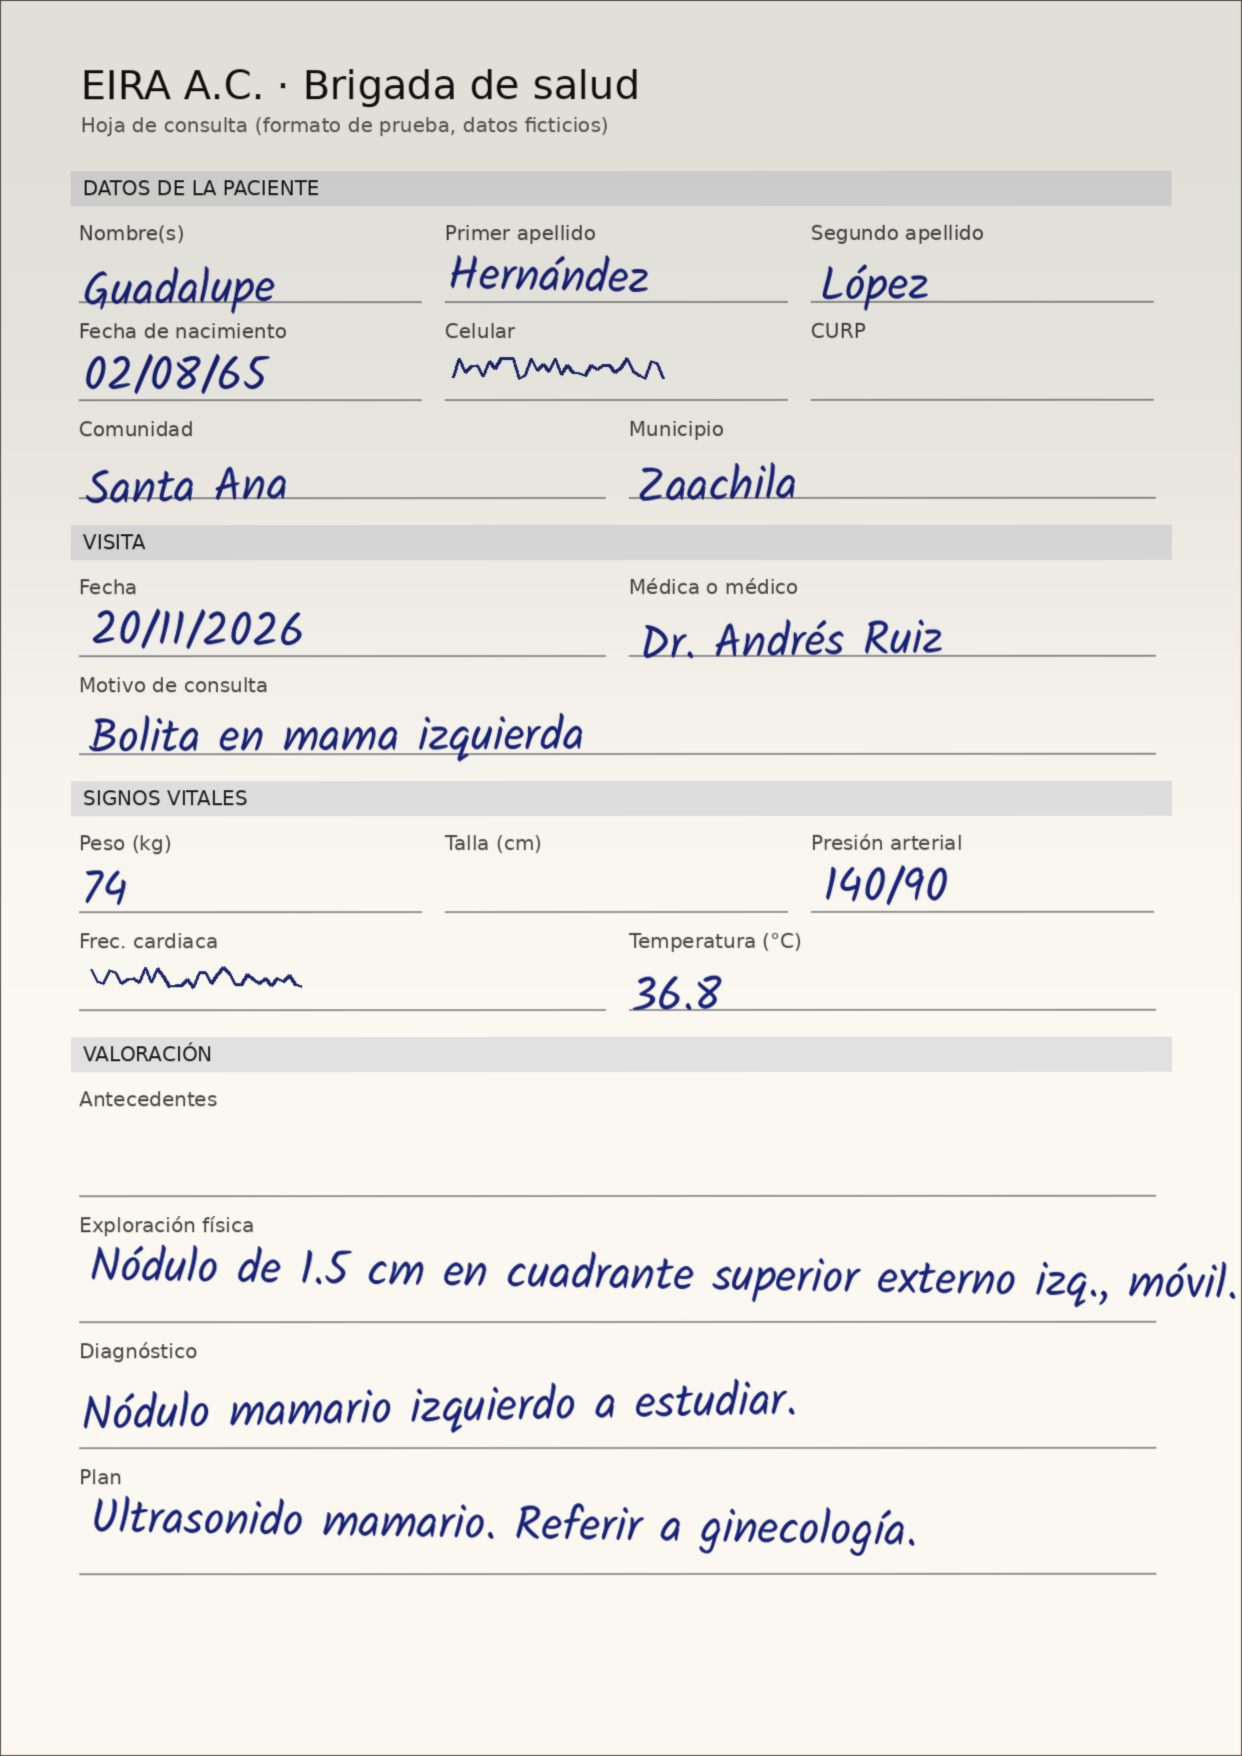 EIRA A.C. · Brigada de salud
Hoja de consulta (formato de prueba, datos ficticios)
DATOS DE LA PACIENTE
Nombre(s) Primer apellido Segundo apellido
Guadalupe Hernández López
Fecha de nacimiento Celular CURP
02/08/65
Comunidad Municipio
Santa Ana Zaachila
VISITA
Fecha Médica o médico
20/11/2026 Dr. Andrés Ruiz
Motivo de consulta
Bolita en mama izquierda
SIGNOS VITALES
Peso (kg) Talla (cm) Presión arterial
74 140/90
Frec. cardiaca Temperatura (°C)
36.8
VALORACIÓN
Antecedentes
Exploración física
Nódulo de 1.5 cm en cuadrante superior externo izq., móvil.
Diagnóstico
Nódulo mamario izquierdo a estudiar.
Plan
Ultrasonido mamario. Referir a ginecología.